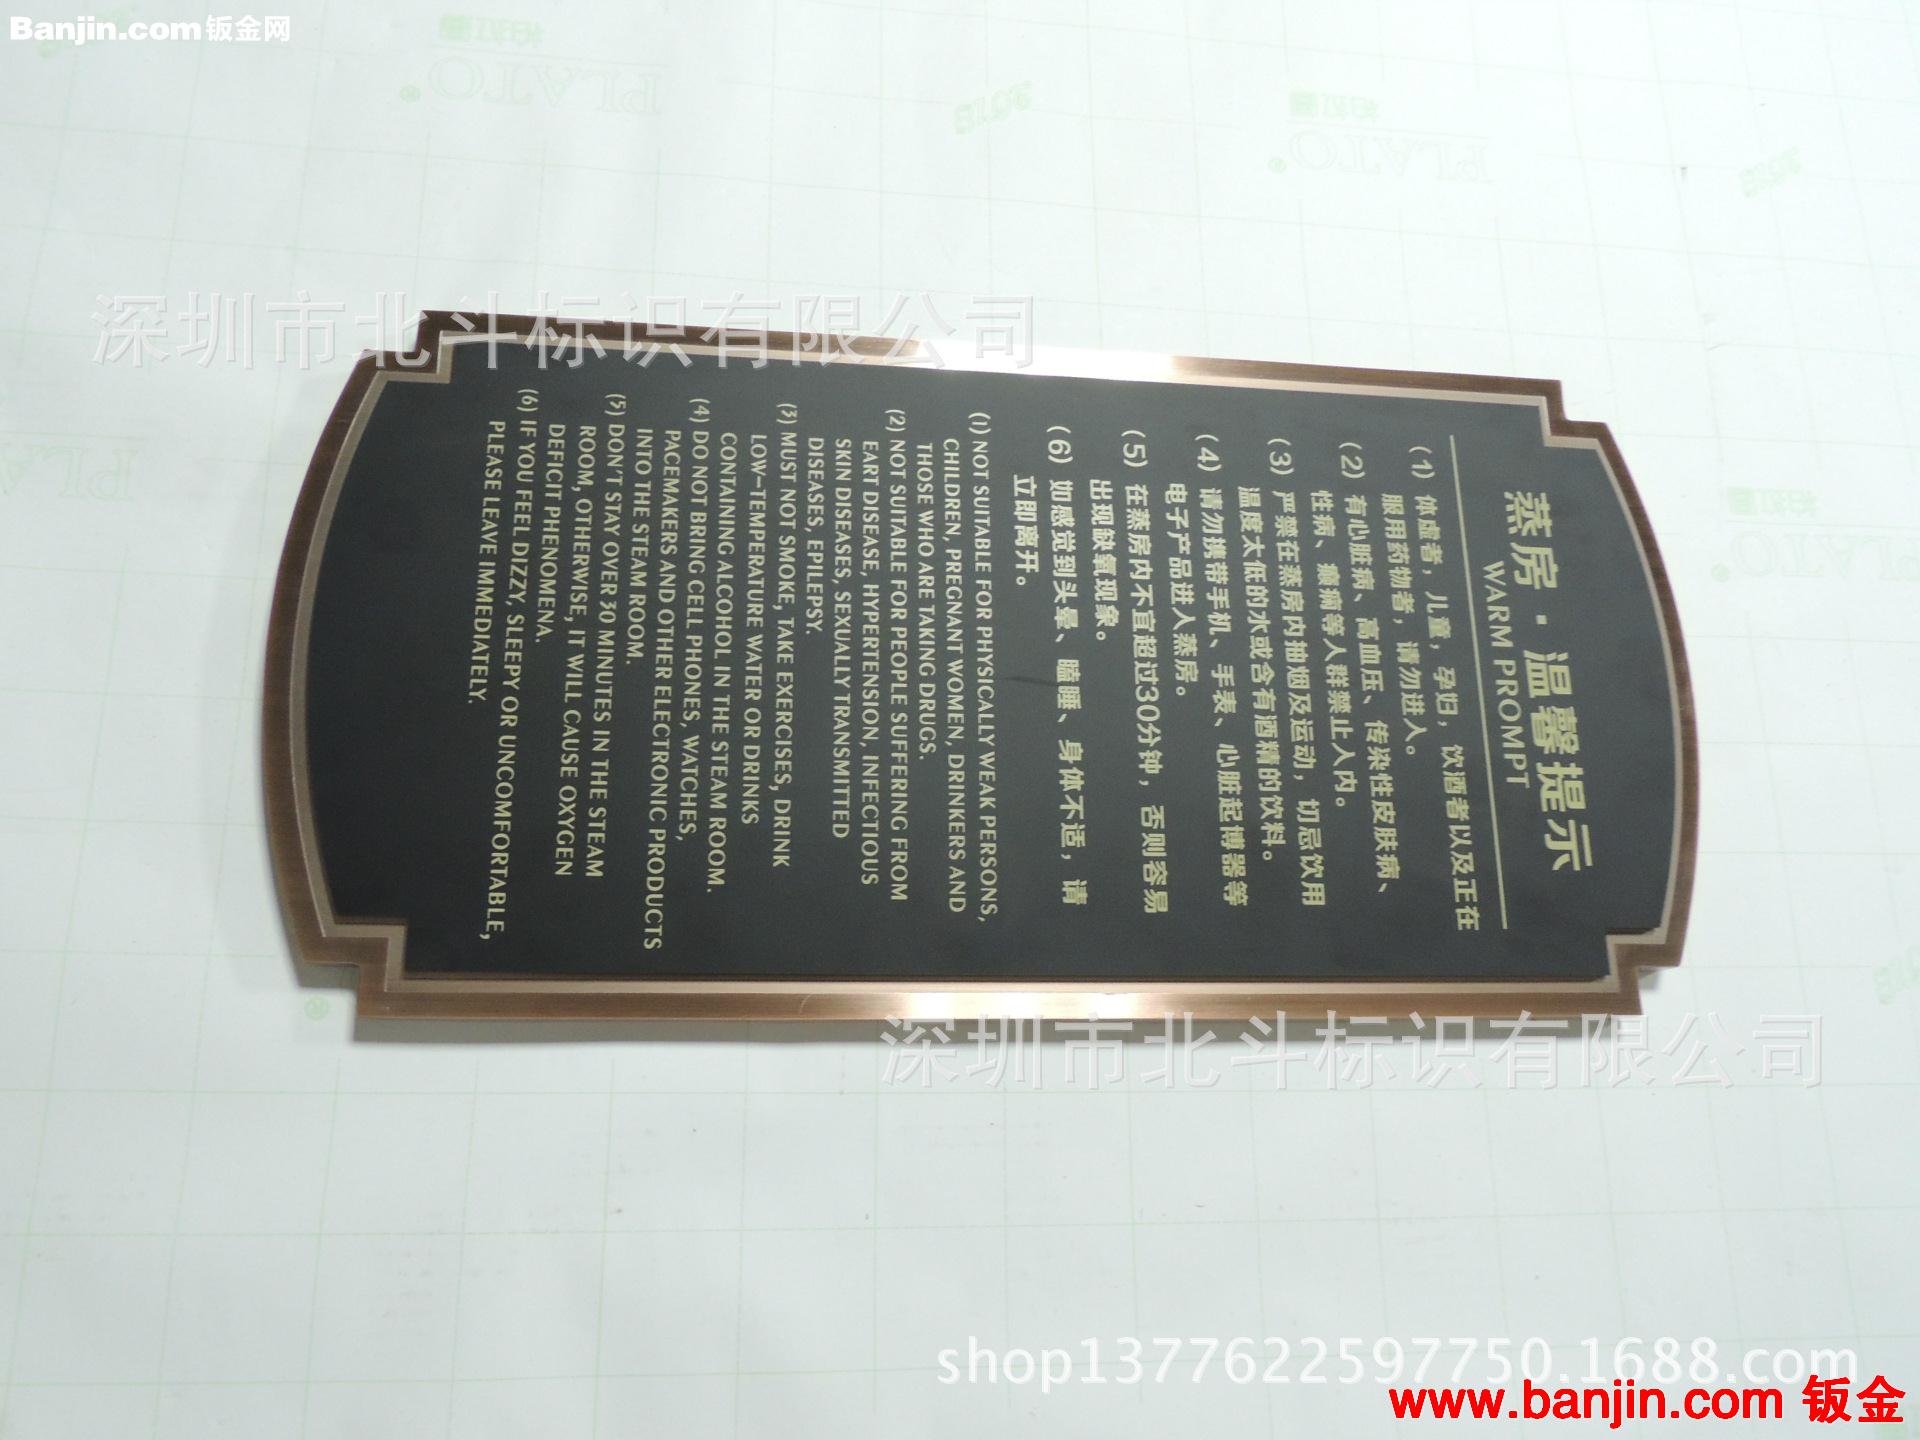 Banjin.com钣金网
深圳市北斗标识有限公司
蒸房·温馨提示
WARM PROMPT
(1) 体虚者，儿童，孕妇，饮酒者以及正在
服用药物者，请勿进入。
(2) 有心脏病、高血压、传染性皮肤病、
性病、癫痫等人群禁止入内。
(3) 严禁在蒸房内抽烟及运动，切忌饮用
温度太低的水或含有酒精的饮料。
(4) 请勿携带手机、手表、心脏起博器等
电子产品进入蒸房。
(5) 在蒸房内不宜超过30分钟，否则容易
出现缺氧现象。
(6) 如感觉到头晕、瞌睡、身体不适，请
立即离开。
(1) NOT SUITABLE FOR PHYSICALLY WEAK PERSONS,
CHILDREN, PREGNANT WOMEN, DRINKERS AND
THOSE WHO ARE TAKING DRUGS.
(2) NOT SUITABLE FOR PEOPLE SUFFERING FROM
EART DISEASE, HYPERTENSION, INFECTIOUS
SKIN DISEASES, SEXUALLY TRANSMITTED
DISEASES, EPILEPSY.
(3) MUST NOT SMOKE, TAKE EXERCISES, DRINK
LOW-TEMPERATURE WATER OR DRINKS
CONTAINING ALCOHOL IN THE STEAM ROOM.
(4) DO NOT BRING CELL PHONES, WATCHES,
PACEMAKERS AND OTHER ELECTRONIC PRODUCTS
INTO THE STEAM ROOM.
(5) DON'T STAY OVER 30 MINUTES IN THE STEAM
ROOM, OTHERWISE, IT WILL CAUSE OXYGEN
DEFICIT PHENOMENA.
(6) IF YOU FEEL DIZZY, SLEEPY OR UNCOMFORTABLE,
PLEASE LEAVE IMMEDIATELY.
深圳市北斗标识有限公司
shop1377622597750.1688.com
www.banjin.com 钣金
PLATO
PLATO
PLATO
PLATO